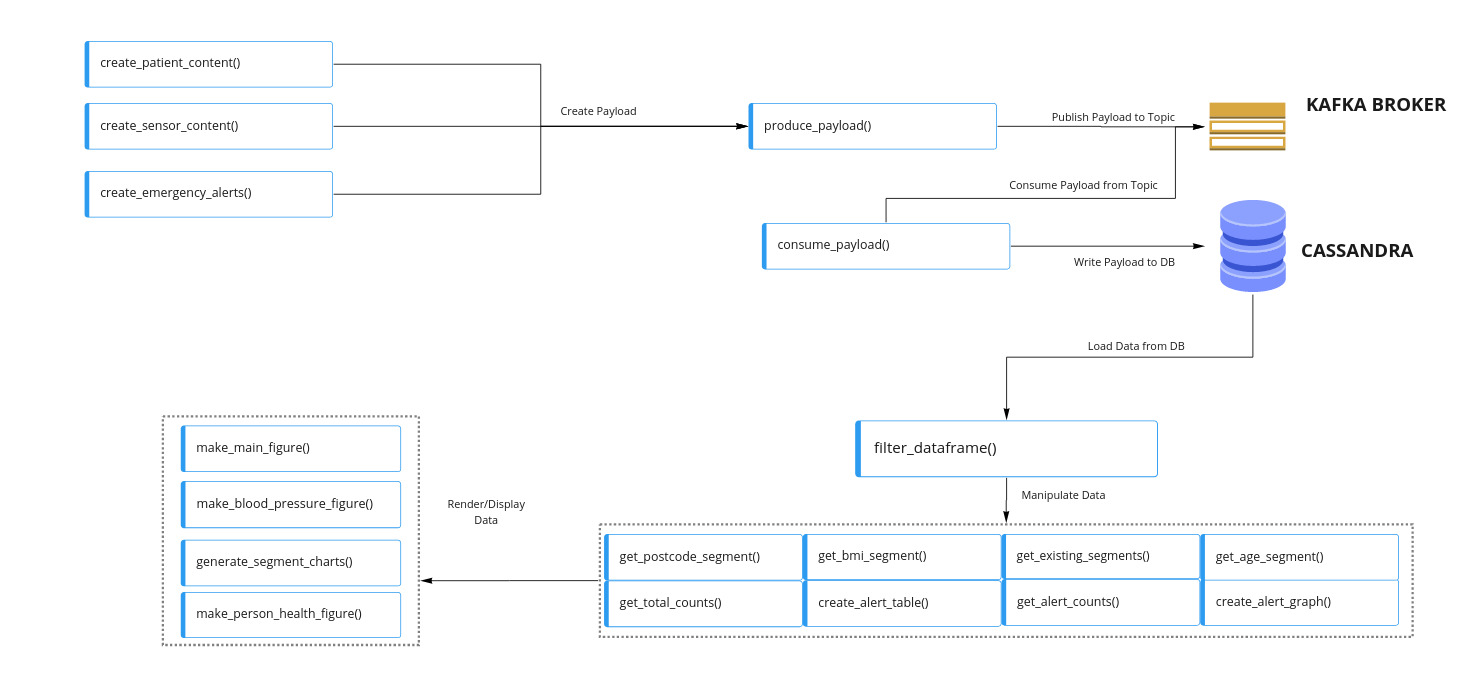 create_patient_content()
create_sensor_content()
create_emergency_alerts()
Create Payload
produce_payload()
Publish Payload to Topic
KAFKA BROKER
Consume Payload from Topic
consume_payload()
Write Payload to DB
CASSANDRA
Load Data from DB
filter_dataframe()
Manipulate Data
get_postcode_segment()
get_bmi_segment()
get_existing_segments()
get_age_segment()
get_total_counts()
create_alert_table()
get_alert_counts()
create_alert_graph()
Render/Display
Data
make_main_figure()
make_blood_pressure_figure()
generate_segment_charts()
make_person_health_figure()